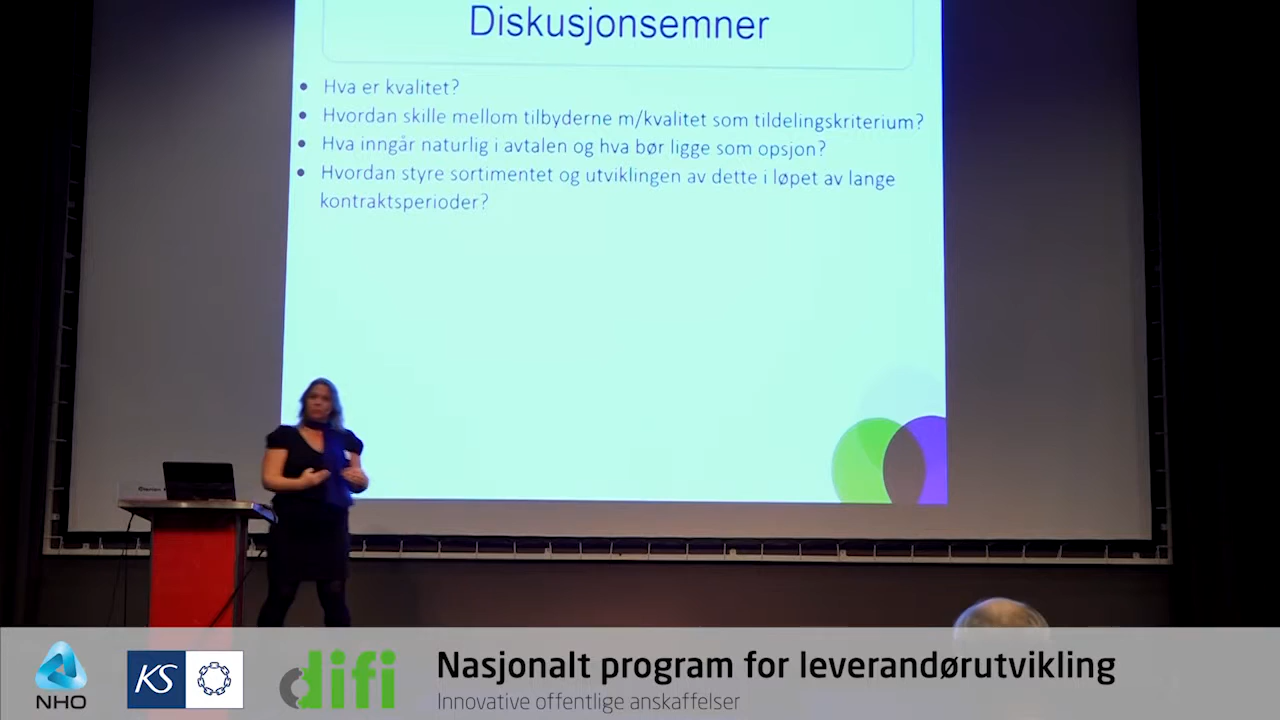 Diskusjonsemner
• Hva er kvalitet?
• Hvordan skille mellom tilbyderne m/kvalitet som tildelingskriterium?
• Hva inngår naturlig i avtalen og hva bør ligge som opsjon?
• Hvordan styre sortimentet og utviklingen av dette i løpet av lange
kontraktsperioder?
NHO
KS
difi
Nasjonalt program for leverandørutvikling
Innovative offentlige anskaffelser